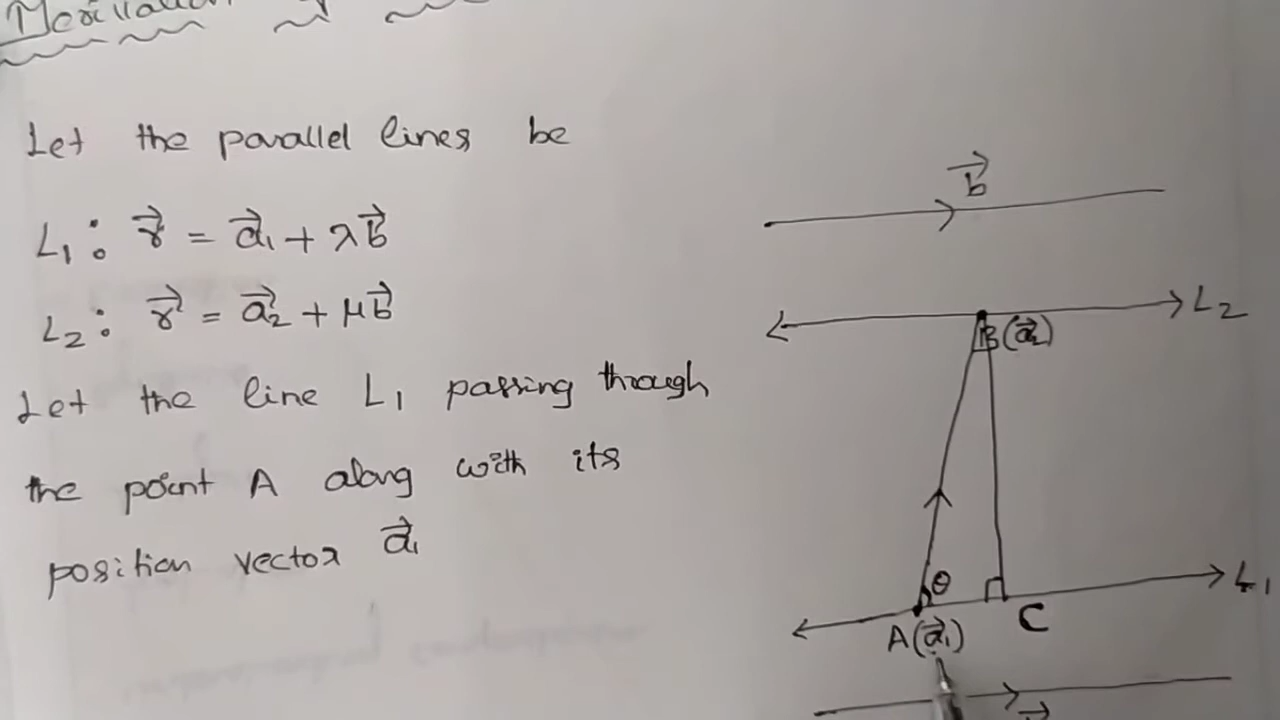 Let the parallel lines be
L₁ : r⃗ = a⃗₁ + λb⃗
L₂ : r⃗ = a⃗₂ + μb⃗
Let the line L₁ passing through
the point A along with its
position vector a⃗₁
b⃗
L₂
B(a⃗₂)
θ
L₁
C
A(a⃗₁)